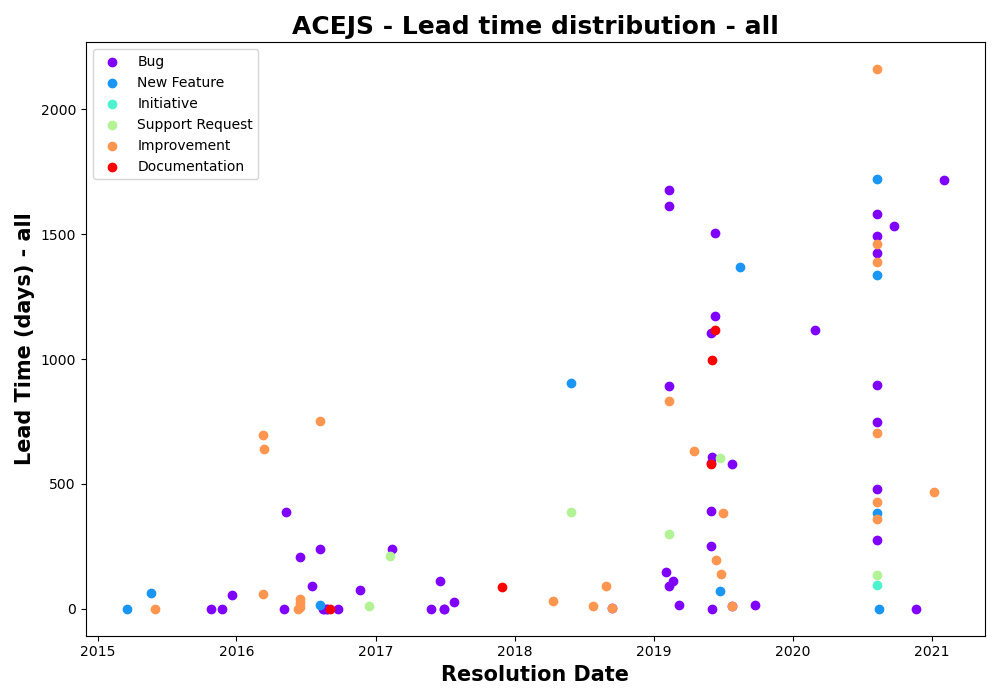 ACEJS - Lead time distribution - all
Bug
New Feature
Initiative
Support Request
Improvement
Documentation
Lead Time (days) - all
2000
1500
1000
500
0
2015 2016 2017 2018 2019 2020 2021
Resolution Date